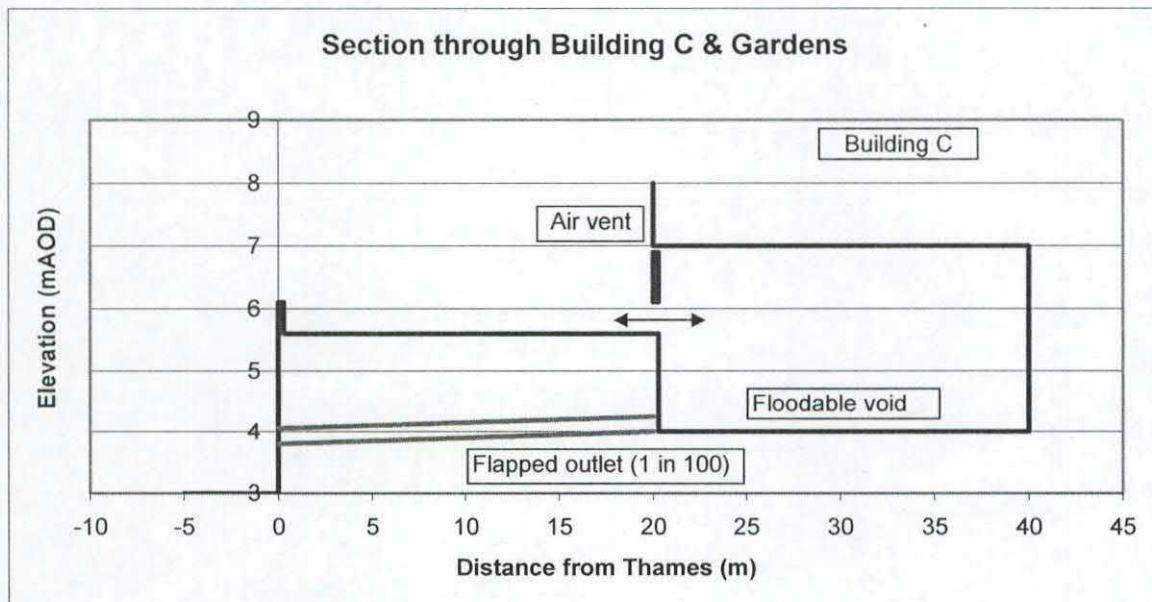 Section through Building C & Gardens
Elevation (mAOD)
9
8
7
6
5
4
3
Building C
Air vent
Floodable void
Flapped outlet (1 in 100)
-10 -5 0 5 10 15 20 25 30 35 40 45
Distance from Thames (m)